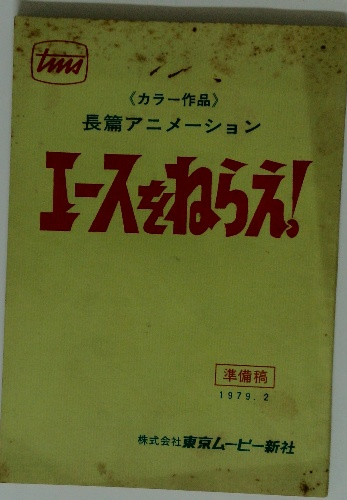 tms
《カラー作品》
長篇アニメーション
エースをねらえ!
準備稿
1979.2
株式会社東京ムービー新社